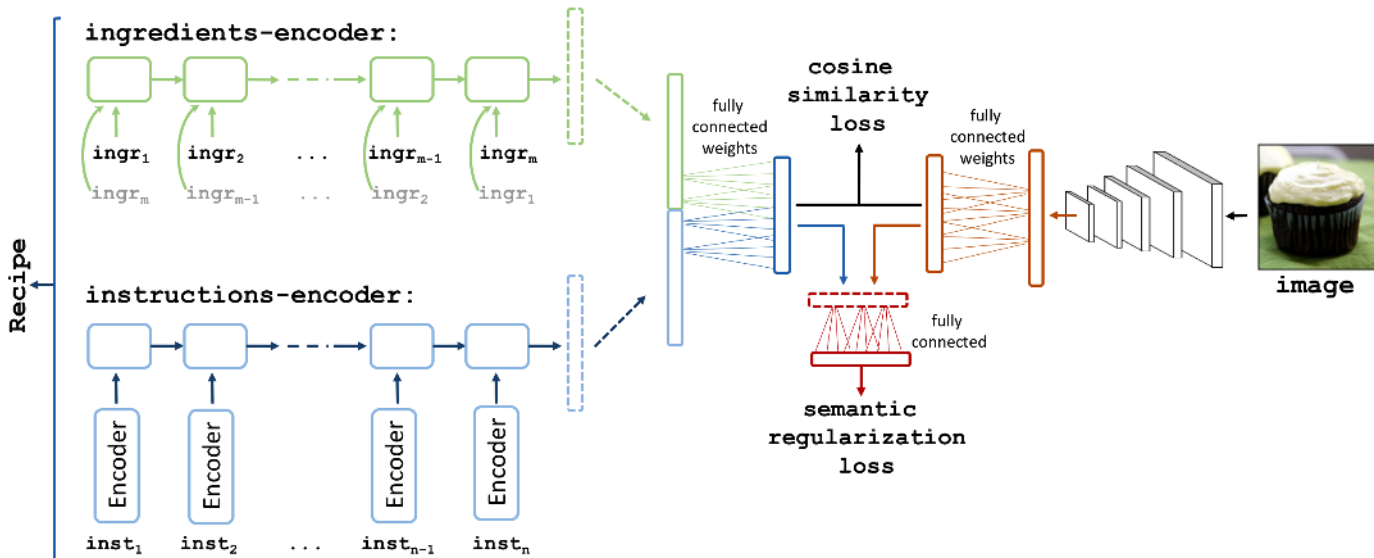 Recipe
ingredients-encoder:
ingr₁ ingr₂ ... ingrₘ₋₁ ingrₘ
ingrₘ ingrₘ₋₁ ... ingr₂ ingr₁
instructions-encoder:
Encoder Encoder Encoder Encoder
inst₁ inst₂ ... instₙ₋₁ instₙ
fully
connected
weights
cosine
similarity
loss
fully
connected
weights
image
fully
connected
semantic
regularization
loss